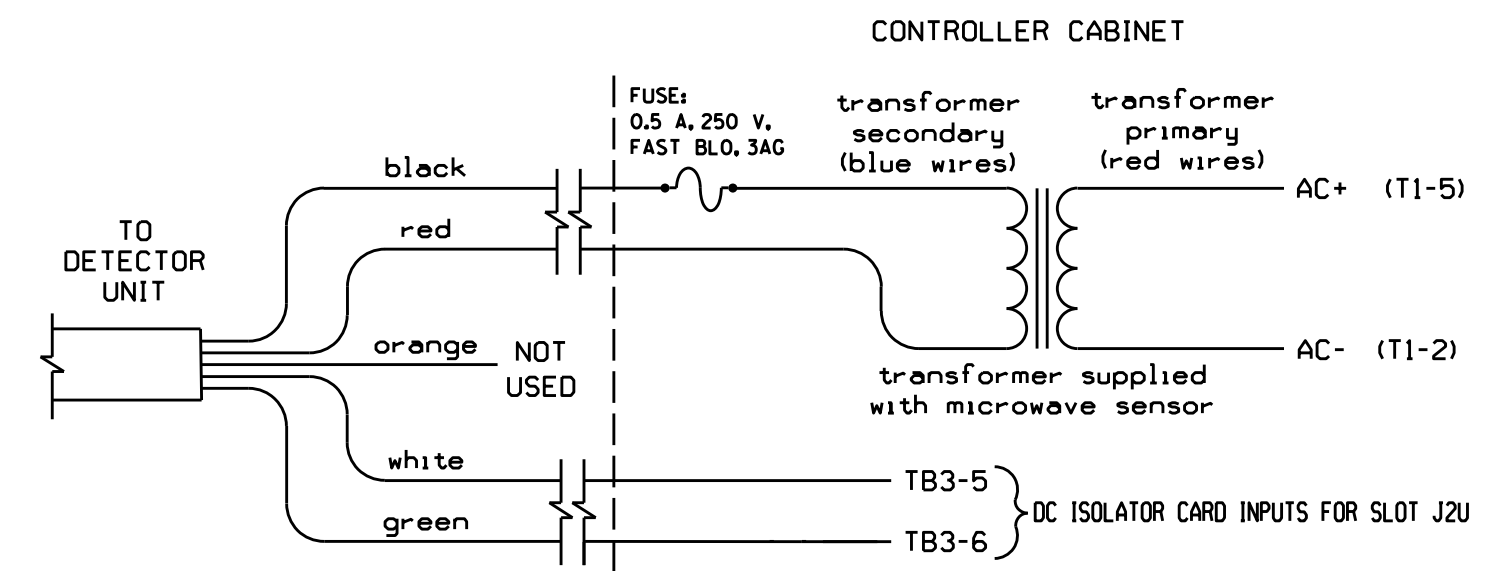 CONTROLLER CABINET
FUSE:
0.5 A, 250 V,
FAST BLO, 3AG
transformer
secondary
(blue wires)
transformer
primary
(red wires)
black
AC+ (T1-5)
red
TO
DETECTOR
UNIT
orange
NOT
USED
AC- (T1-2)
transformer supplied
with microwave sensor
white
TB3-5
green
TB3-6
DC ISOLATOR CARD INPUTS FOR SLOT J2U